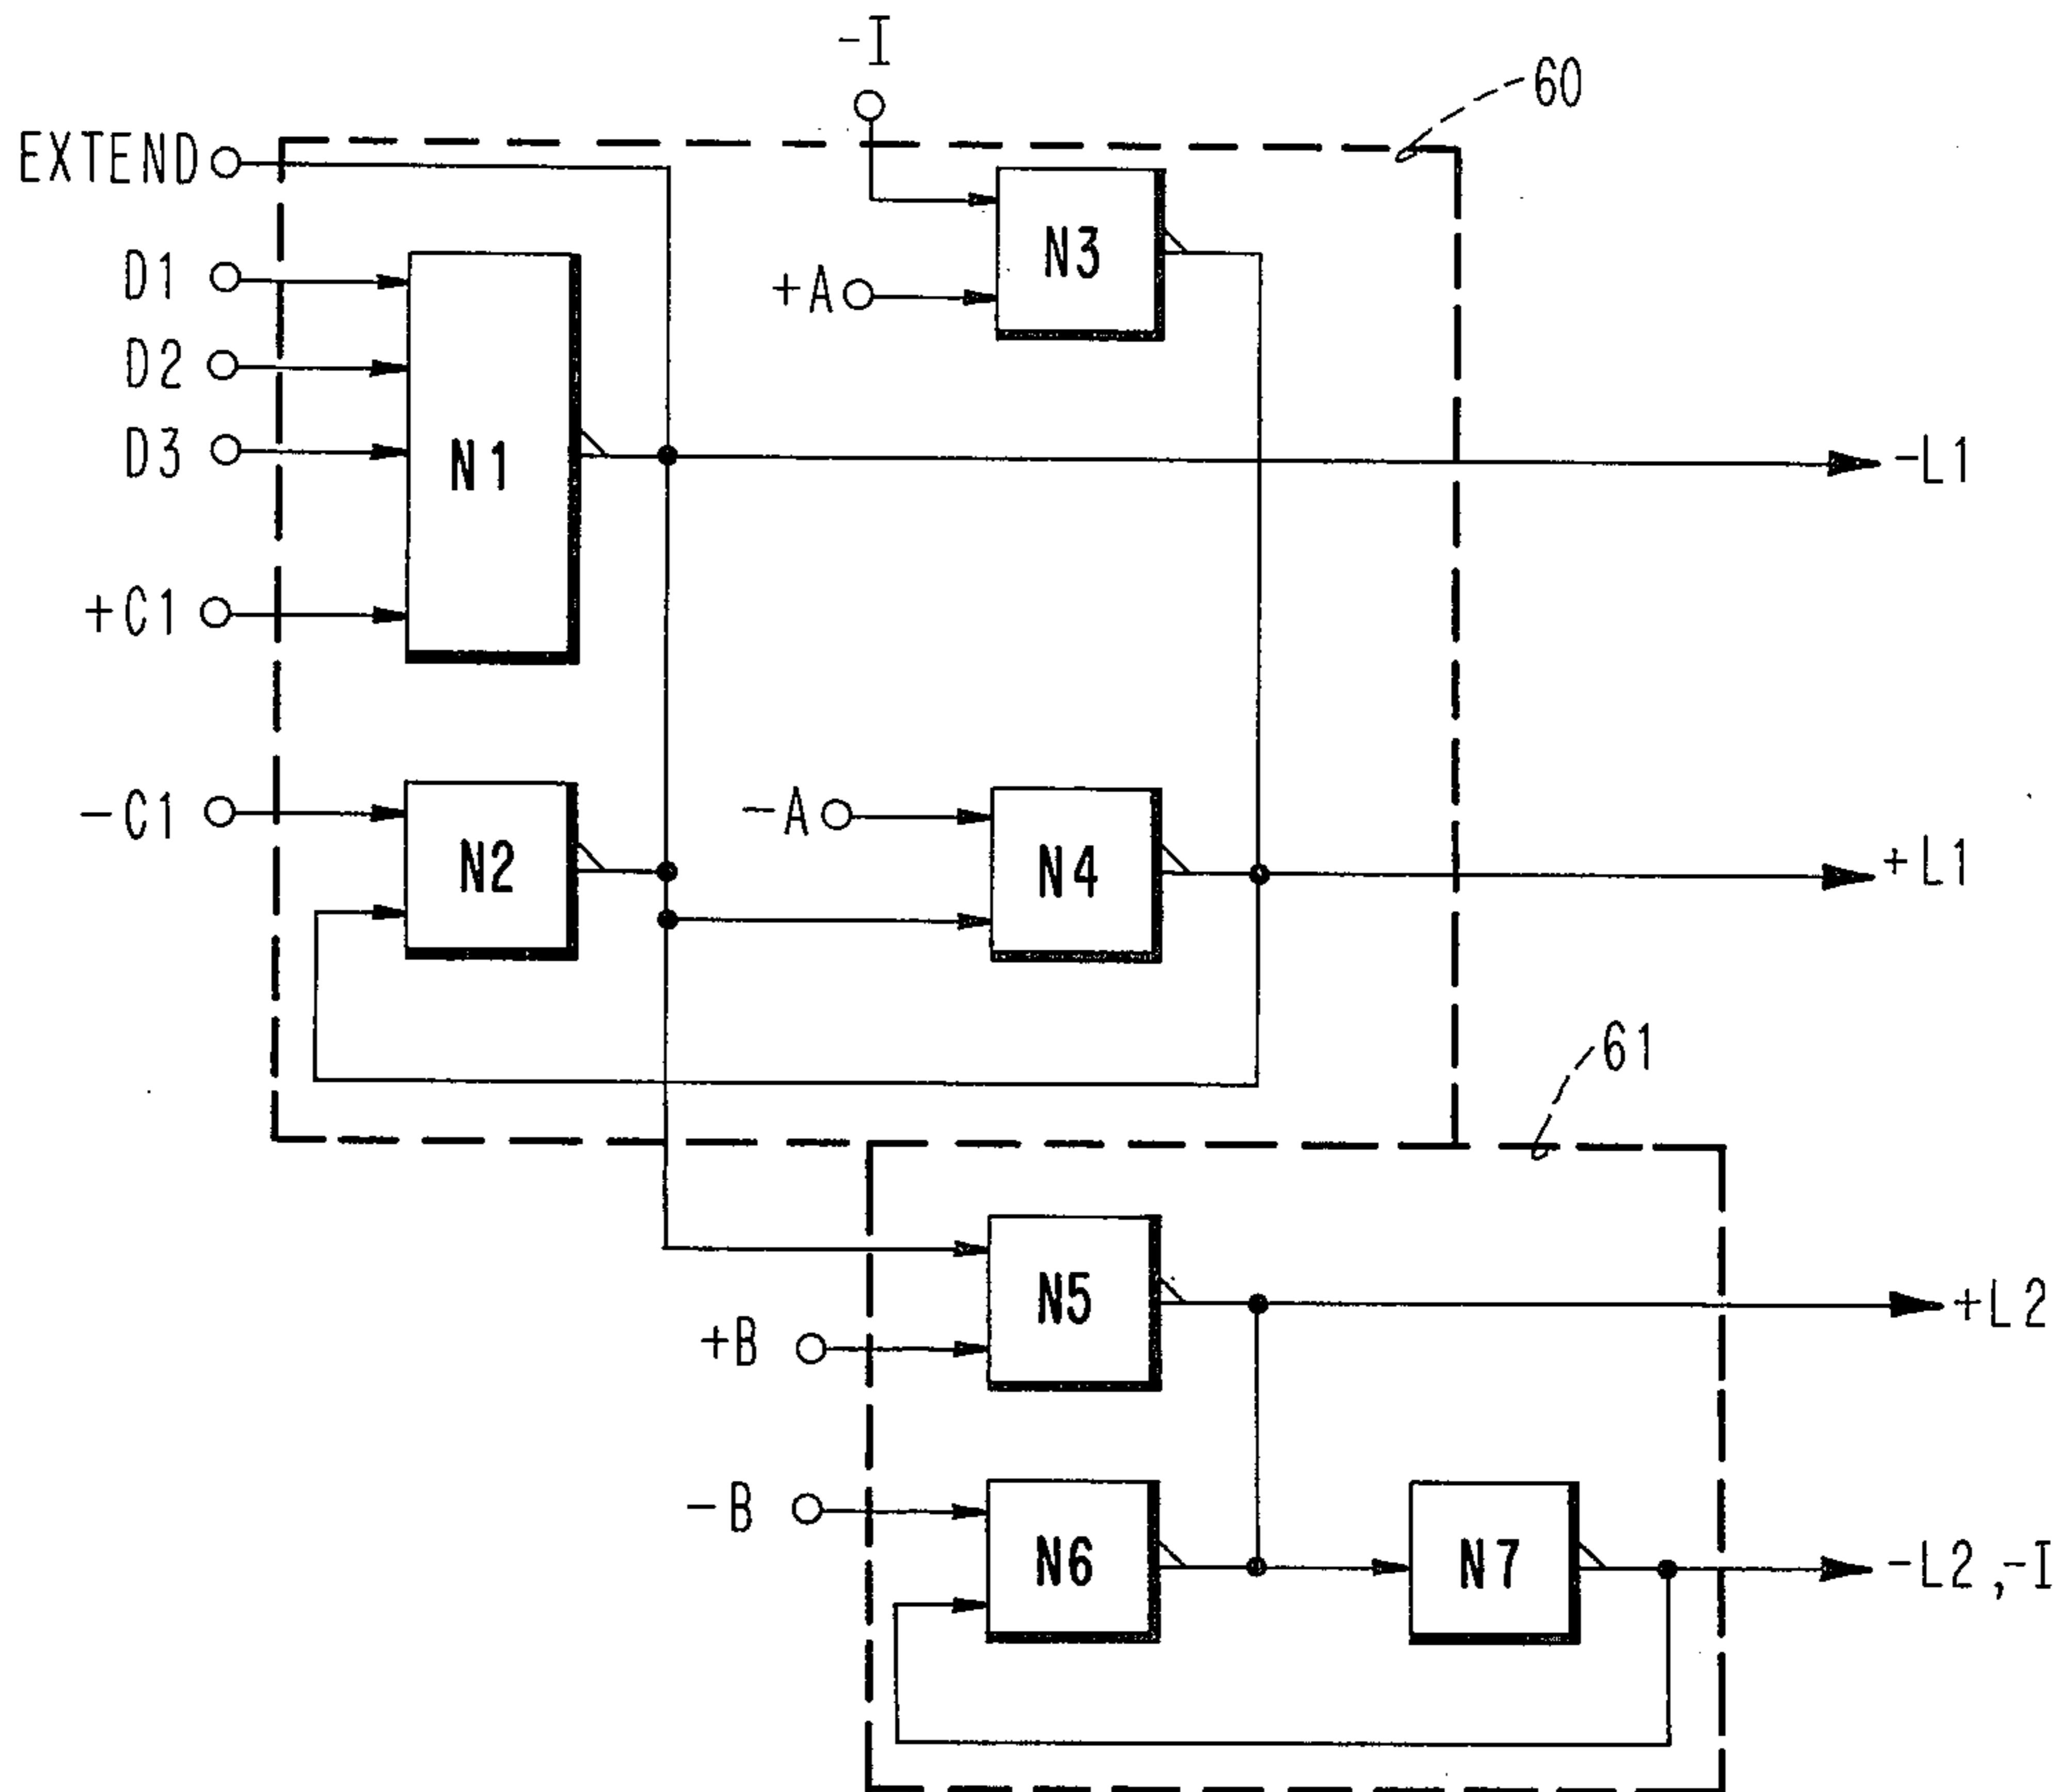 -I
60
EXTEND
N3
D1
+A
D2
D3
N1
-L1
+C1
-C1
-A
N2
N4
+L1
61
N5
+L2
+B
-B
N6
N7
-L2,-I